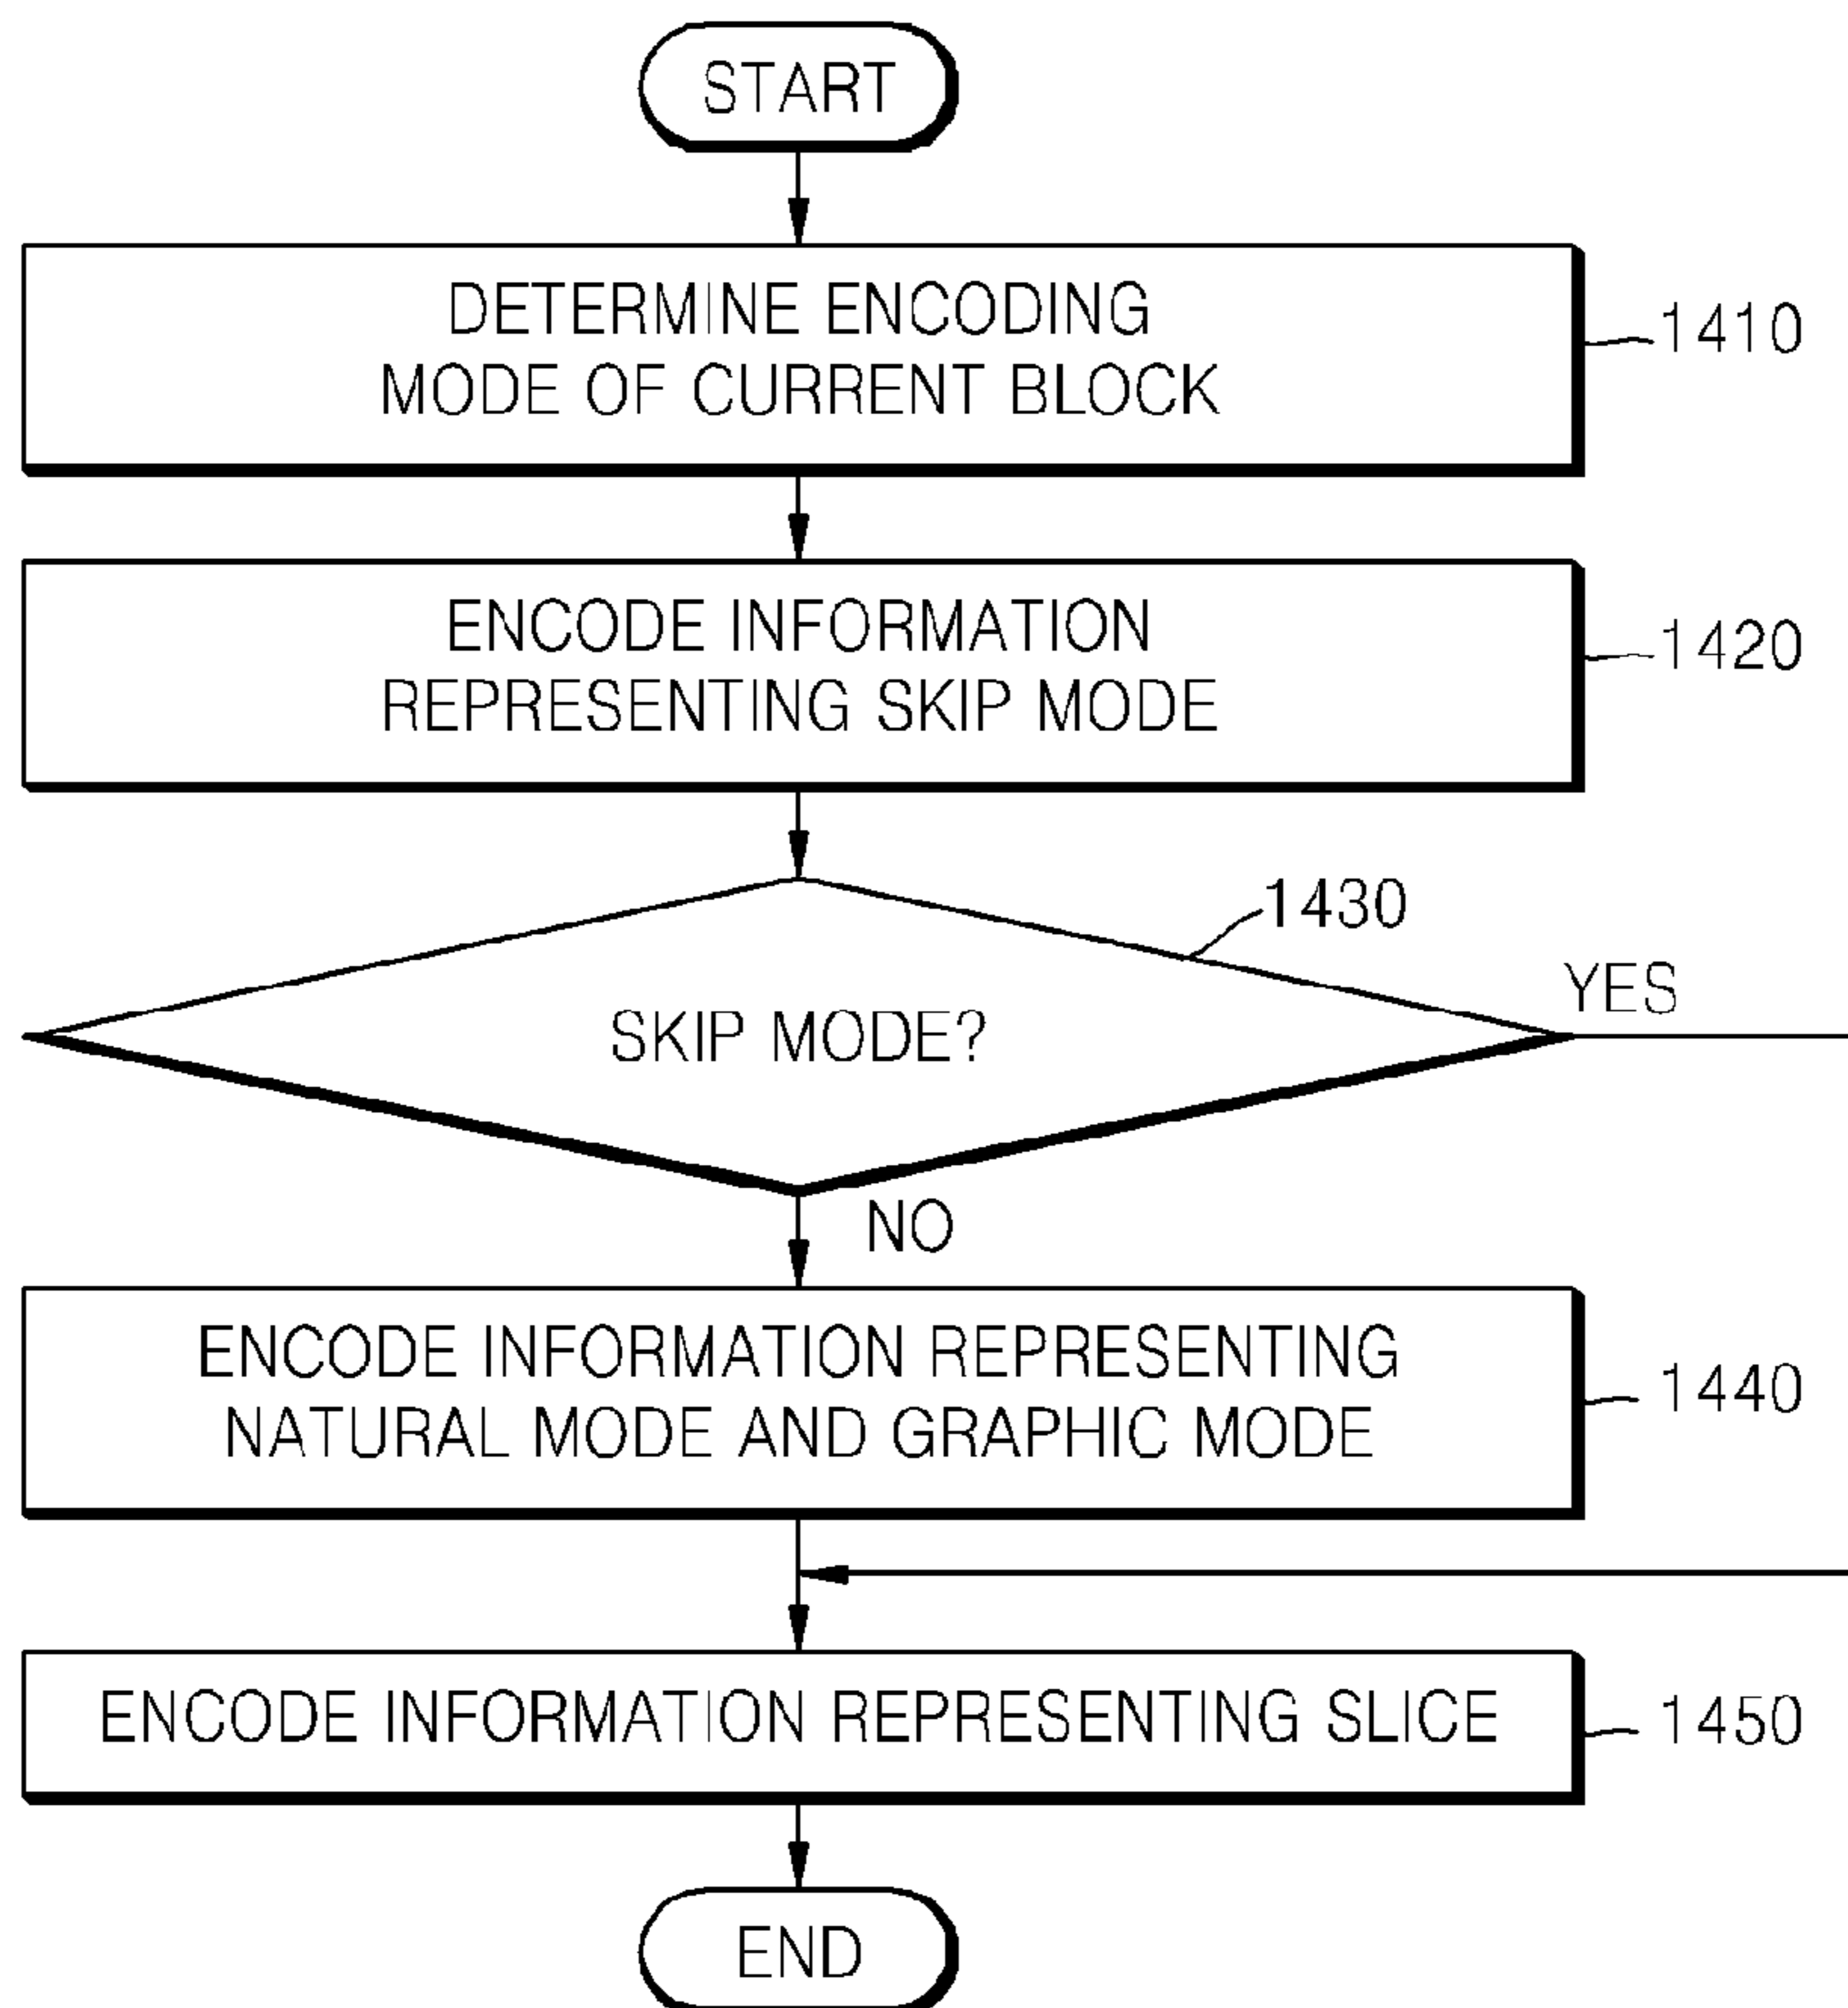 START
DETERMINE ENCODING
MODE OF CURRENT BLOCK
1410
ENCODE INFORMATION
REPRESENTING SKIP MODE
1420
1430
SKIP MODE?
YES
NO
ENCODE INFORMATION REPRESENTING
NATURAL MODE AND GRAPHIC MODE
1440
ENCODE INFORMATION REPRESENTING SLICE
1450
END